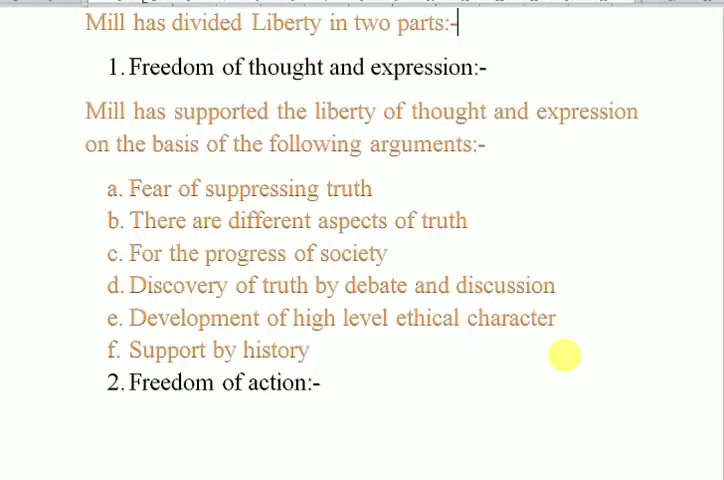 Mill has divided Liberty in two parts:-
1. Freedom of thought and expression:-
Mill has supported the liberty of thought and expression
on the basis of the following arguments:-
a. Fear of suppressing truth
b. There are different aspects of truth
c. For the progress of society
d. Discovery of truth by debate and discussion
e. Development of high level ethical character
f. Support by history
2. Freedom of action:-